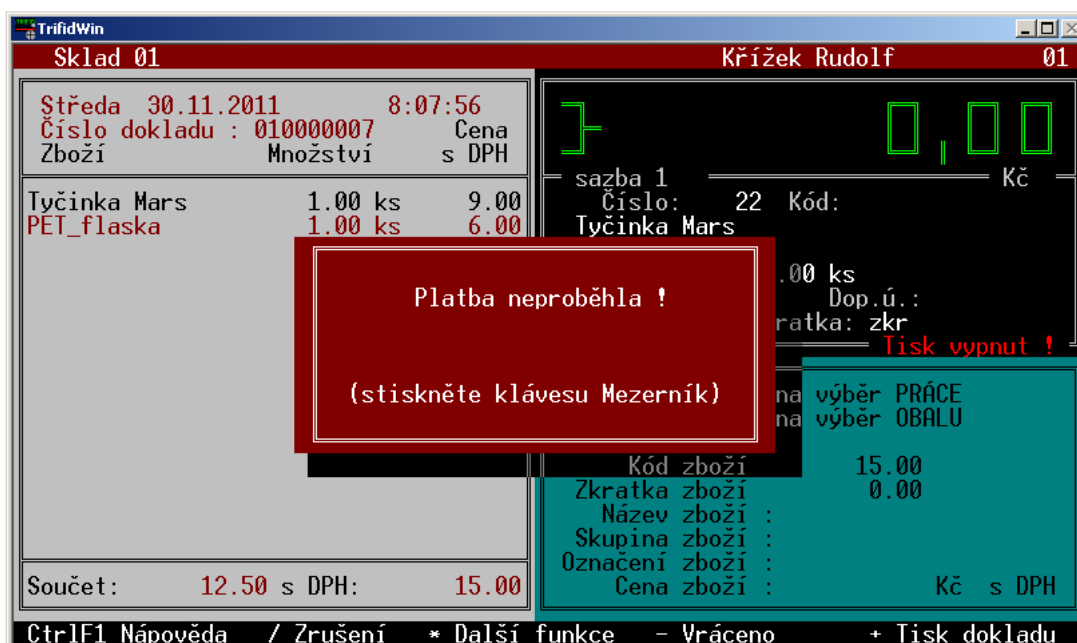 TrifidWin
Sklad 01 Křížek Rudolf 01
Středa 30.11.2011 8:07:56
Číslo dokladu : 010000007 Cena
Zboží Množství s DPH
Tyčinka Mars 1.00 ks 9.00
PET_flaska 1.00 ks 6.00
Součet: 12.50 s DPH: 15.00
0,00
sazba 1 Kč
Číslo: 22 Kód:
Tyčinka Mars
.00 ks
Dop.ú.:
ratka: zkr
Tisk vypnut !
Platba neproběhla !
(stiskněte klávesu Mezerník)
na výběr PRÁCE
na výběr OBALU
Kód zboží 15.00
Zkratka zboží 0.00
Název zboží :
Skupina zboží :
Označení zboží :
Cena zboží : Kč s DPH
CtrlF1 Nápověda / Zrušení * Další funkce - Vráceno + Tisk dokladu